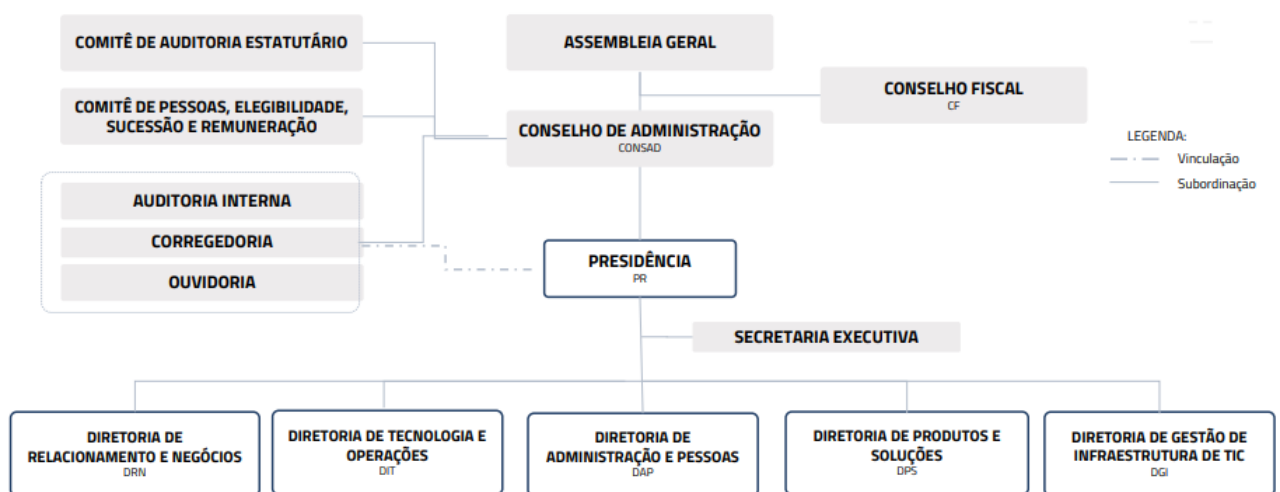 COMITÊ DE AUDITORIA ESTATUTÁRIO
ASSEMBLEIA GERAL
CONSELHO FISCAL
CF
COMITÊ DE PESSOAS, ELEGIBILIDADE,
SUCESSÃO E REMUNERAÇÃO
CONSELHO DE ADMINISTRAÇÃO
CONSAD
LEGENDA:
Vinculação
Subordinação
AUDITORIA INTERNA
CORREGEDORIA
OUVIDORIA
PRESIDÊNCIA
PR
SECRETARIA EXECUTIVA
DIRETORIA DE
RELACIONAMENTO E NEGÓCIOS
DRN
DIRETORIA DE TECNOLOGIA E
OPERAÇÕES
DIT
DIRETORIA DE
ADMINISTRAÇÃO E PESSOAS
DAP
DIRETORIA DE PRODUTOS E
SOLUÇÕES
DPS
DIRETORIA DE GESTÃO DE
INFRAESTRUTURA DE TIC
DGI